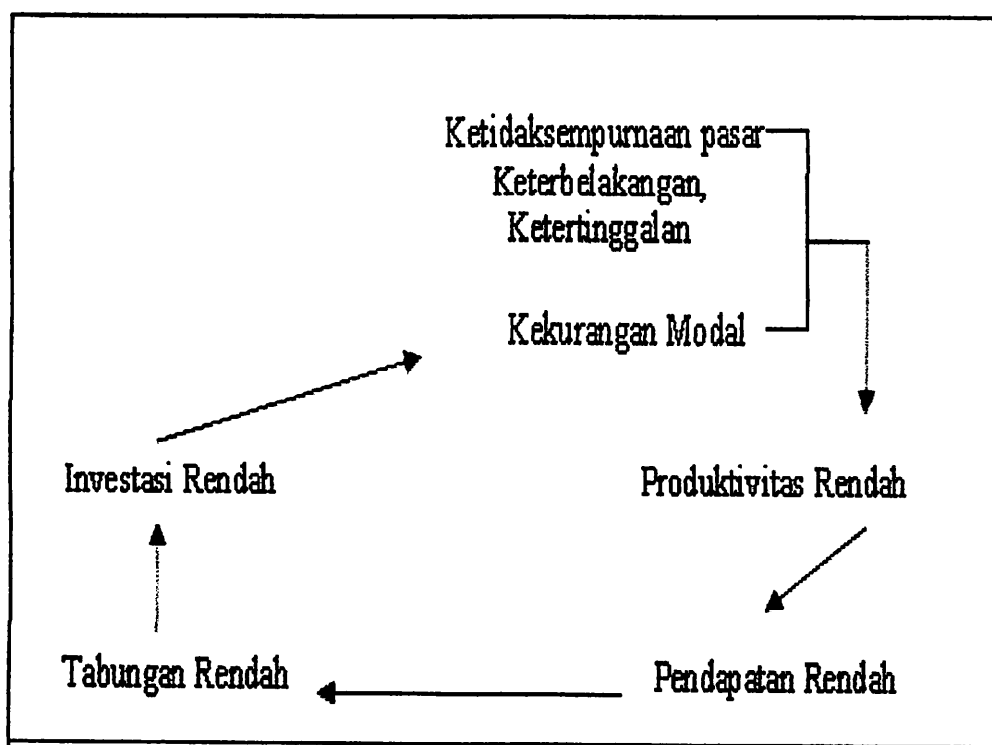 Ketidaksempurnaan pasar
Keterbelakangan,
Ketertinggalan
Kekurangan Modal
Investasi Rendah
Produktivitas Rendah
Tabungan Rendah
Pendapatan Rendah